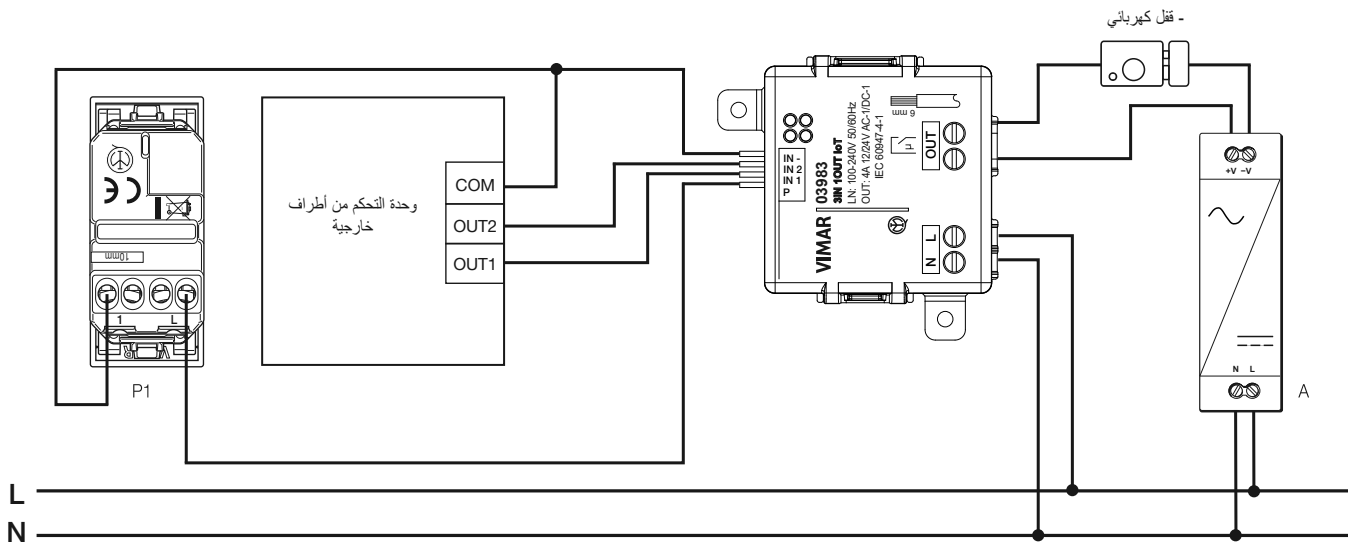 - قفل كهربائي
COM
OUT2
OUT1
وحدة التحكم من أطراف
خارجية
10mm
1 L
P1
IN -
IN 2
IN 1
P
VIMAR 03983
3IN 1OUT IoT
LN: 100-240V 50/60Hz
OUT: 4A 12/24V AC-1/DC-1
IEC 60947-4-1
6 mm
µ
OUT
N L
+V -V
N L
A
L
N